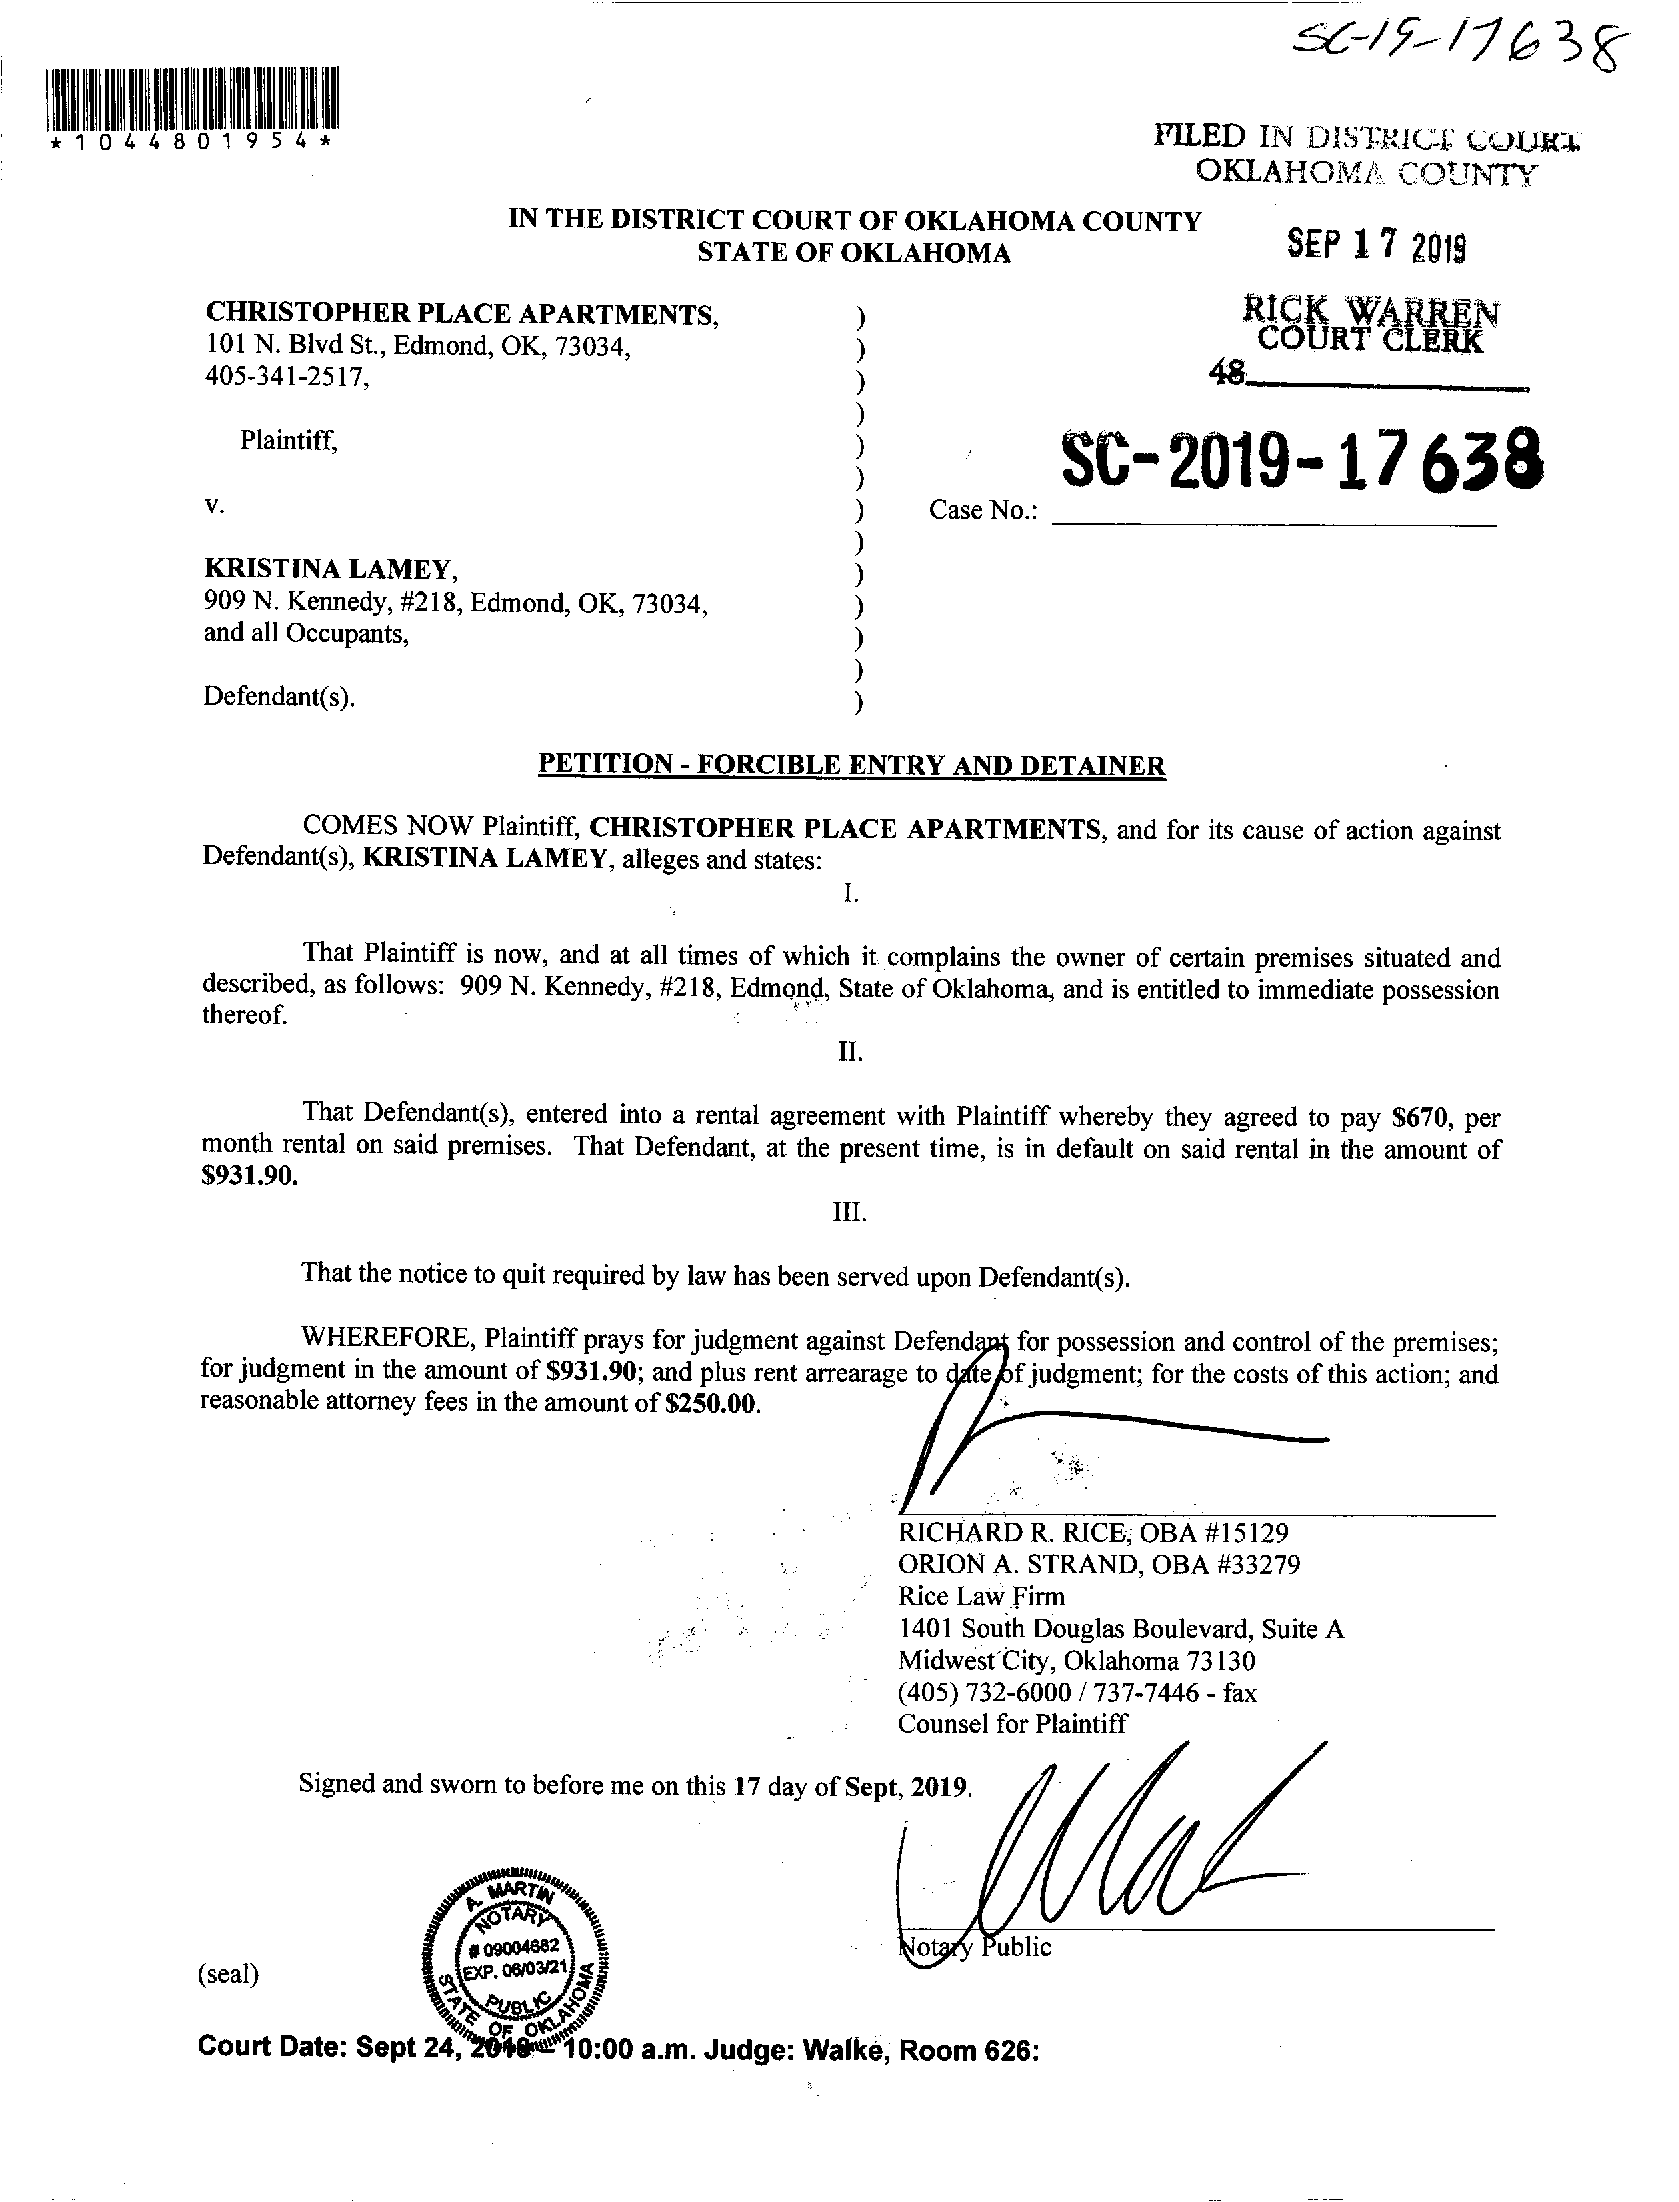 SC-19-17638
*1044801954*
FILED IN DISTRICT COURT
OKLAHOMA COUNTY
IN THE DISTRICT COURT OF OKLAHOMA COUNTY
STATE OF OKLAHOMA
SEP 17 2019
RICK WARREN
COURT CLERK
48
CHRISTOPHER PLACE APARTMENTS, )
101 N. Blvd St., Edmond, OK, 73034, )
405-341-2517, )
)
Plaintiff, )
)
SC-2019-17638
v. ) Case No.:
)
KRISTINA LAMEY, )
909 N. Kennedy, #218, Edmond, OK, 73034, )
and all Occupants, )
)
Defendant(s). )
PETITION - FORCIBLE ENTRY AND DETAINER
COMES NOW Plaintiff, CHRISTOPHER PLACE APARTMENTS, and for its cause of action against
Defendant(s), KRISTINA LAMEY, alleges and states:
I.
That Plaintiff is now, and at all times of which it complains the owner of certain premises situated and
described, as follows: 909 N. Kennedy, #218, Edmond, State of Oklahoma, and is entitled to immediate possession
thereof.
II.
That Defendant(s), entered into a rental agreement with Plaintiff whereby they agreed to pay $670, per
month rental on said premises. That Defendant, at the present time, is in default on said rental in the amount of
$931.90.
III.
That the notice to quit required by law has been served upon Defendant(s).
WHEREFORE, Plaintiff prays for judgment against Defendant for possession and control of the premises;
for judgment in the amount of $931.90; and plus rent arrearage to date of judgment; for the costs of this action; and
reasonable attorney fees in the amount of $250.00.
RICHARD R. RICE, OBA #15129
ORION A. STRAND, OBA #33279
Rice Law Firm
1401 South Douglas Boulevard, Suite A
Midwest City, Oklahoma 73130
(405) 732-6000 / 737-7446 - fax
Counsel for Plaintiff
Signed and sworn to before me on this 17 day of Sept, 2019.
Notary Public
A. MARTIN
NOTARY
# 09004682
EXP. 06/03/21
PUBLIC
STATE OF OKLAHOMA
(seal)
Court Date: Sept 24, 2019 – 10:00 a.m. Judge: Walke, Room 626: